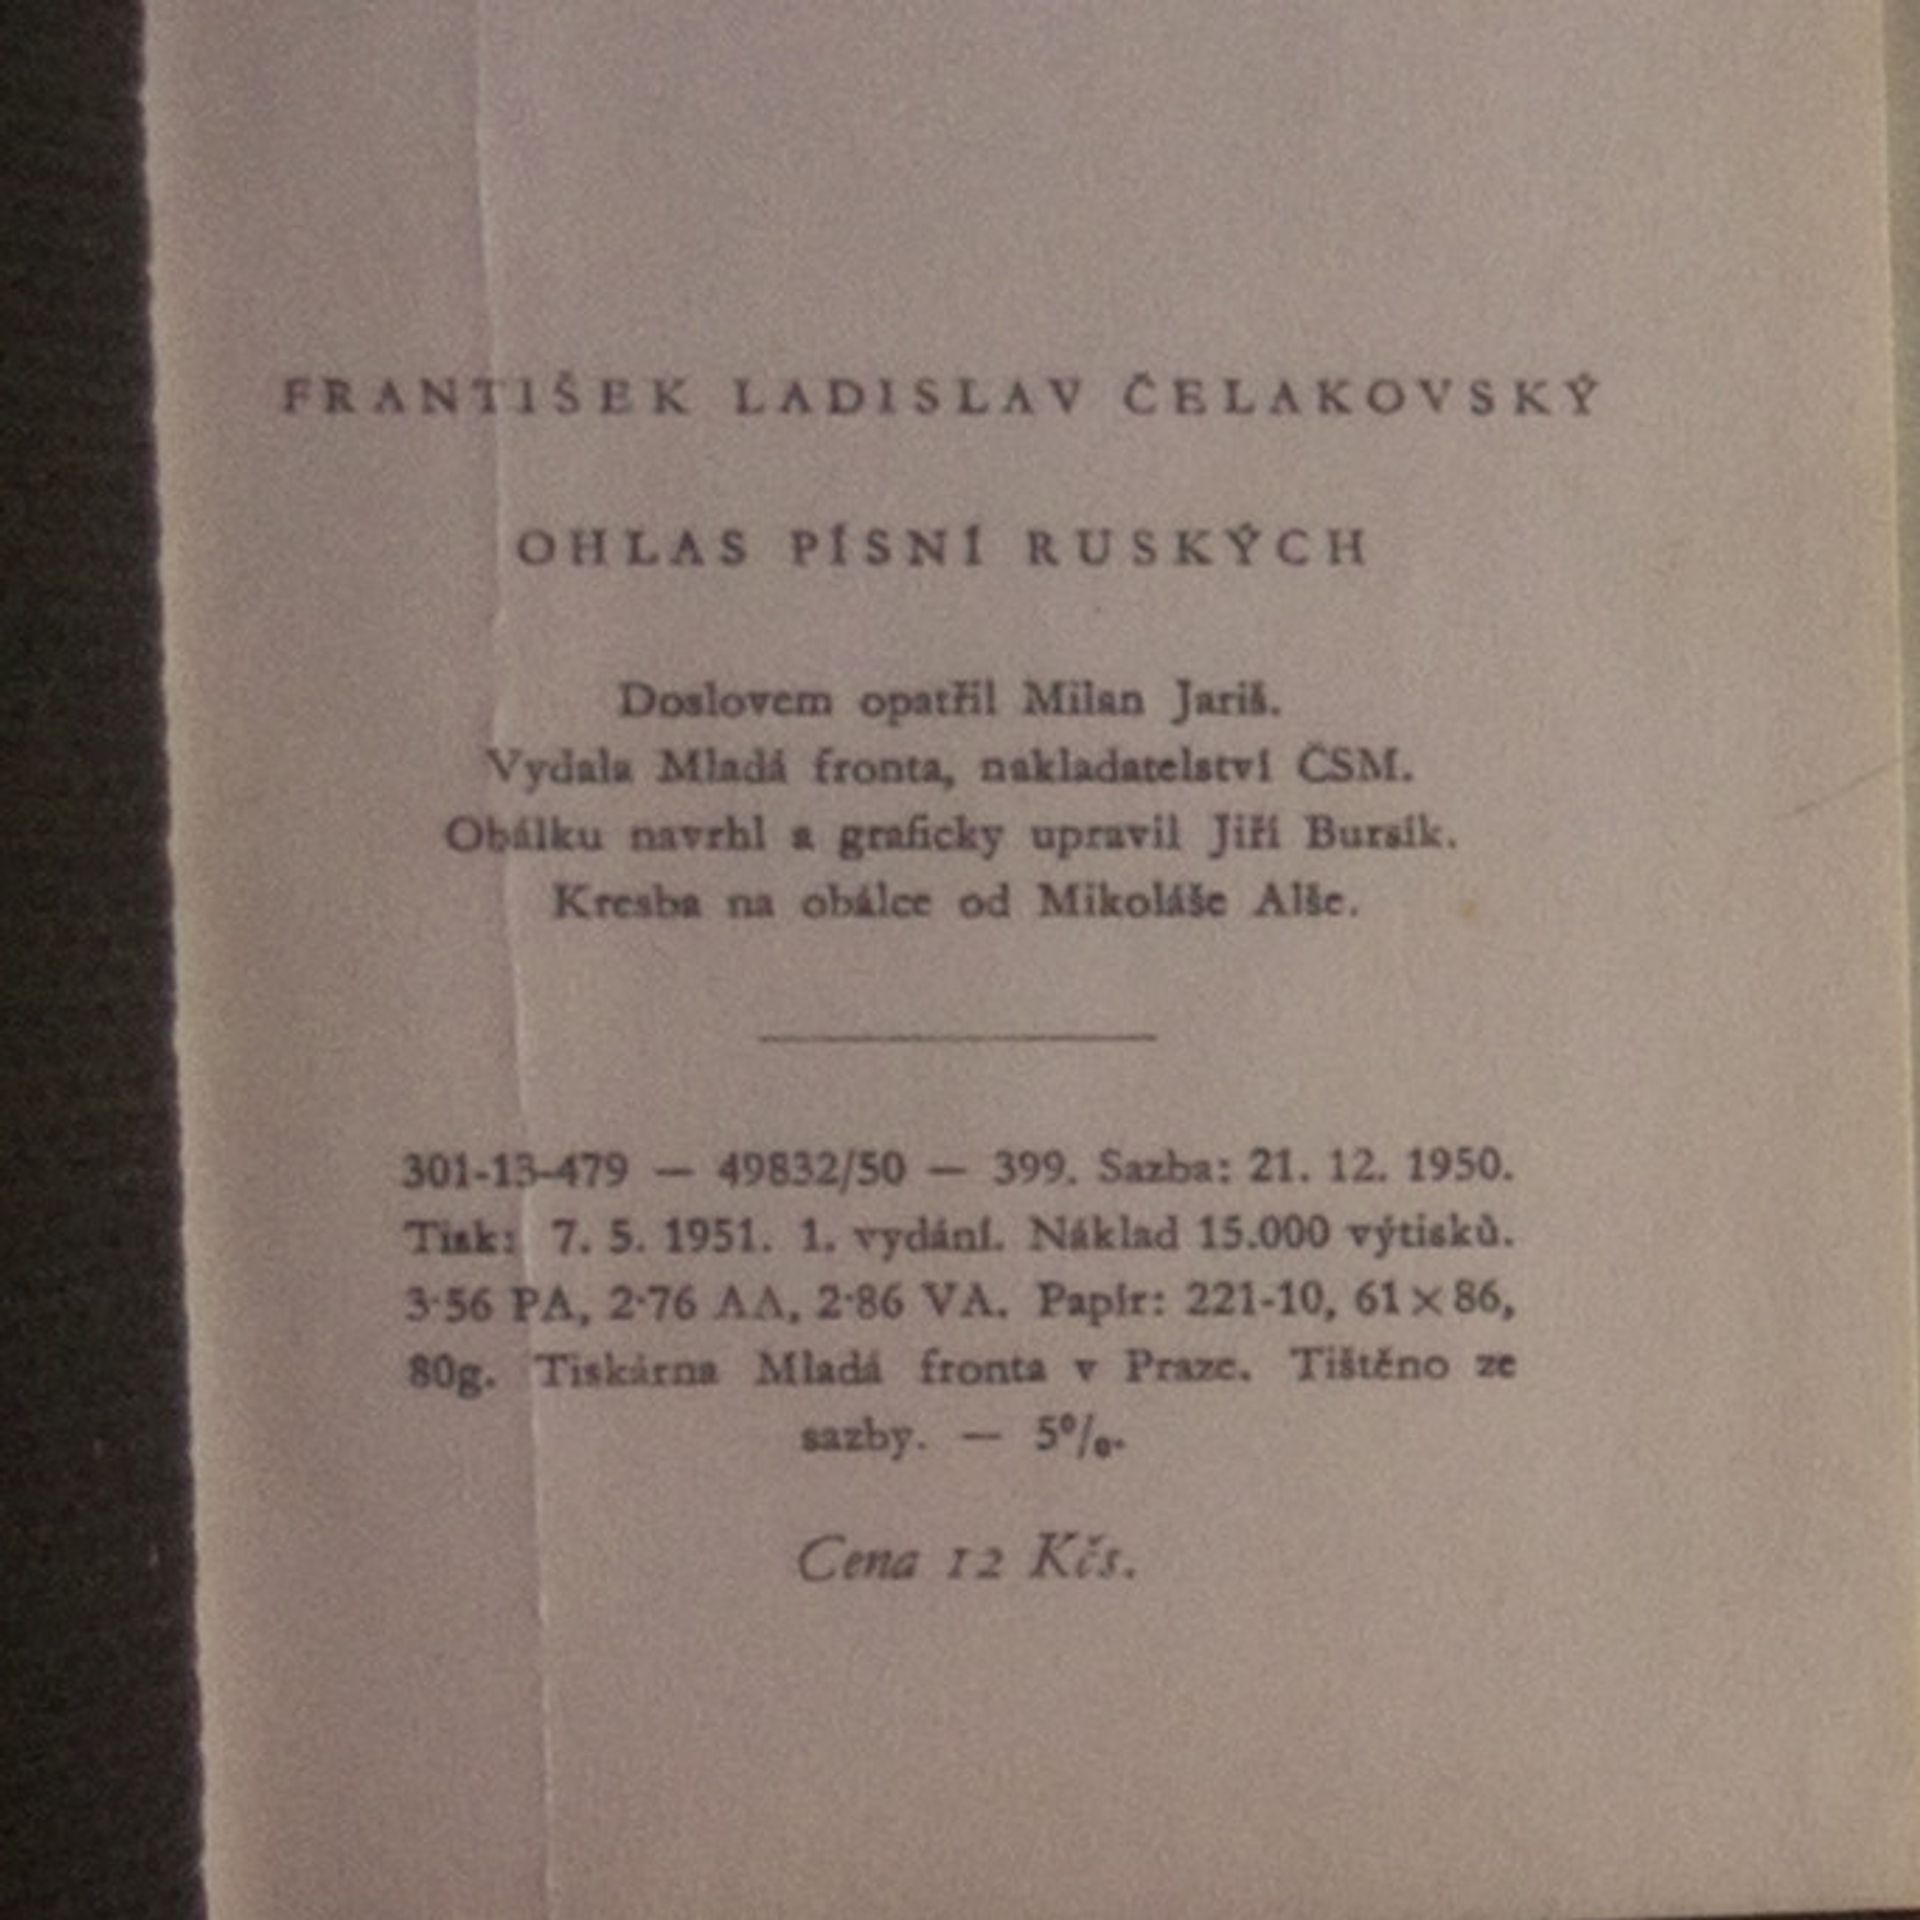 FRANTIŠEK LADISLAV ČELAKOVSKÝ
OHLAS PÍSNÍ RUSKÝCH
Doslovem opatřil Milan Jariš.
Vydala Mladá fronta, nakladatelství ČSM.
Obálku navrhl a graficky upravil Jiří Bursík.
Kresba na obálce od Mikoláše Alše.
301-13-479 — 49832/50 — 399. Sazba: 21. 12. 1950.
Tisk: 7. 5. 1951. 1. vydání. Náklad 15.000 výtisků.
3·56 PA, 2·76 AA, 2·86 VA. Papír: 221-10, 61×86,
80g. Tiskárna Mladá fronta v Praze. Tištěno ze
sazby. — 5%.
Cena 12 Kčs.